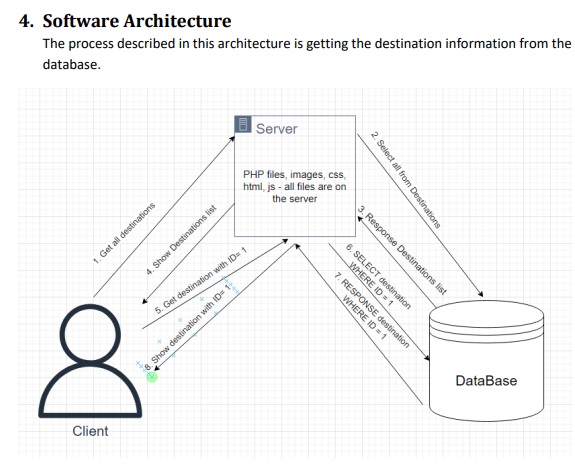 4. Software Architecture
The process described in this architecture is getting the destination information from the
database.
Server
PHP files, images, css,
html, js - all files are on
the server
1. Get all destinations
2. Select all from Destinations
3. Response Destinations list
4. Show Destinations list
5. Get destination with ID= 1
6. SELECT destination
WHERE ID = 1
7. RESPONSE destination
WHERE ID = 1
8. Show destination with ID= 1
DataBase
Client